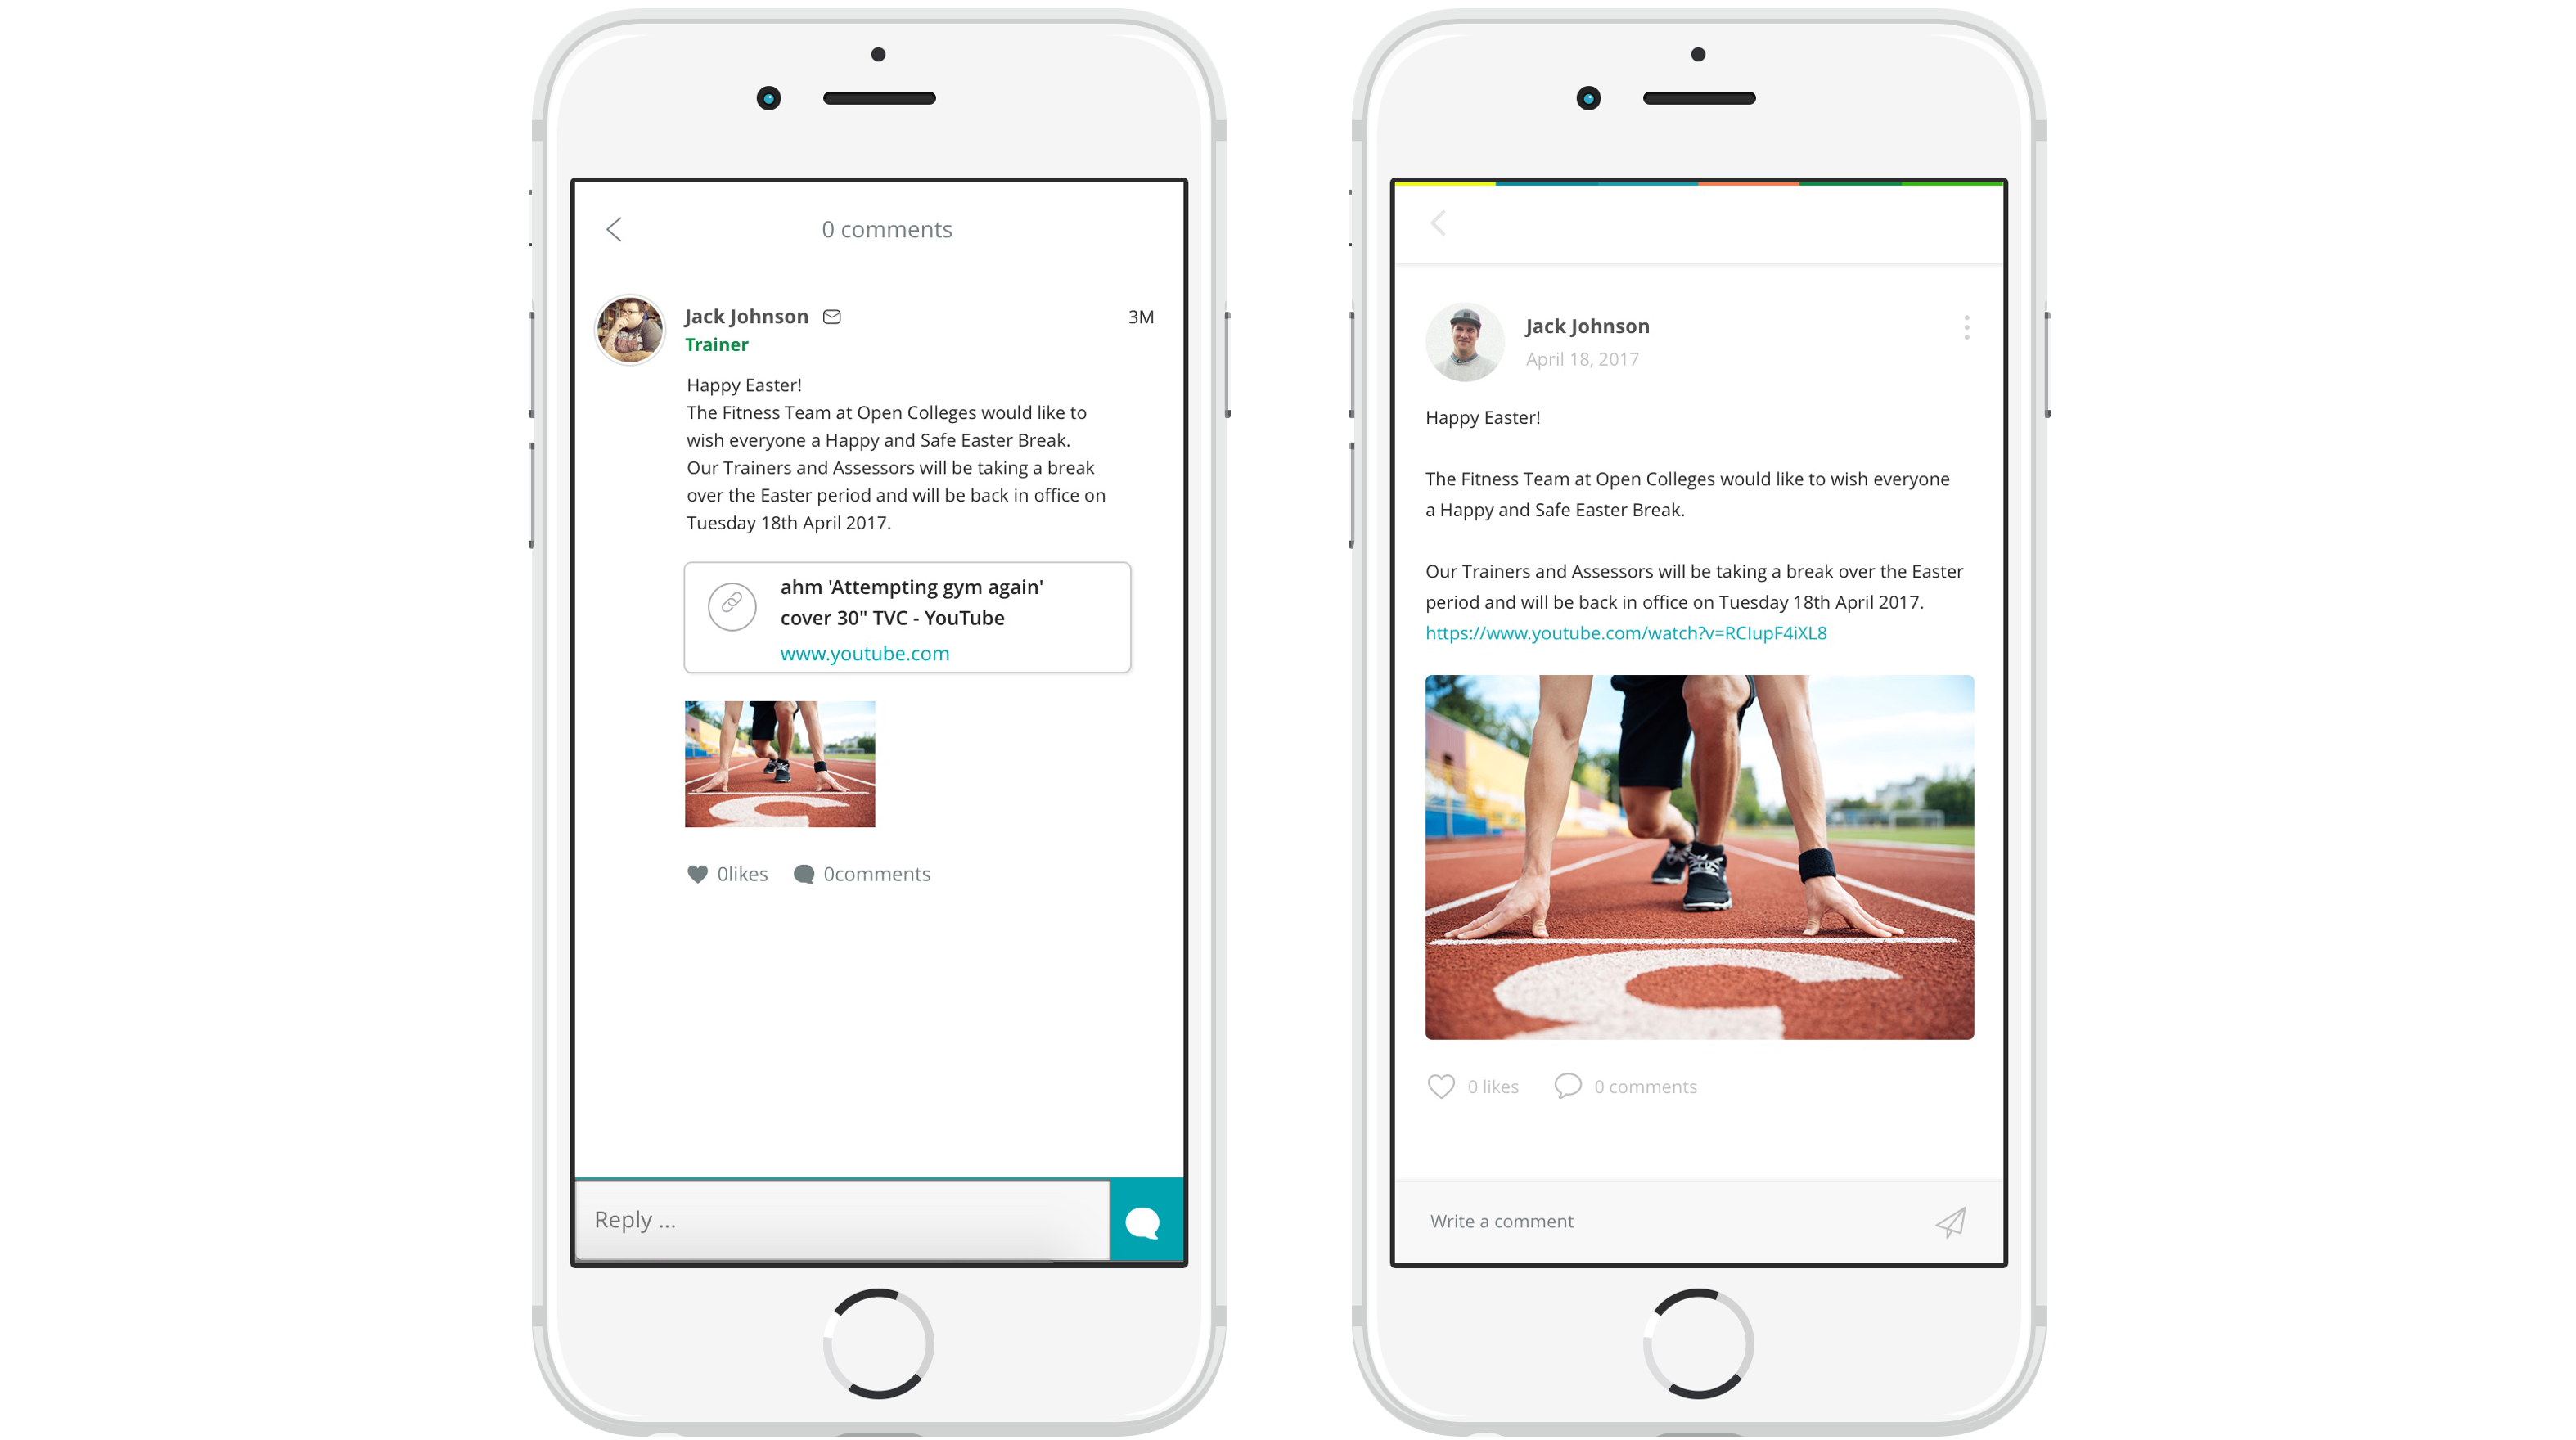 0 comments
Jack Johnson
3M
Trainer
Happy Easter!
The Fitness Team at Open Colleges would like to
wish everyone a Happy and Safe Easter Break.
Our Trainers and Assessors will be taking a break
over the Easter period and will be back in office on
Tuesday 18th April 2017.
ahm 'Attempting gym again'
cover 30" TVC - YouTube
www.youtube.com
0likes 0comments
Reply ...
Jack Johnson
April 18, 2017
Happy Easter!
The Fitness Team at Open Colleges would like to wish everyone
a Happy and Safe Easter Break.
Our Trainers and Assessors will be taking a break over the Easter
period and will be back in office on Tuesday 18th April 2017.
https://www.youtube.com/watch?v=RCIupF4iXL8
0 likes 0 comments
Write a comment